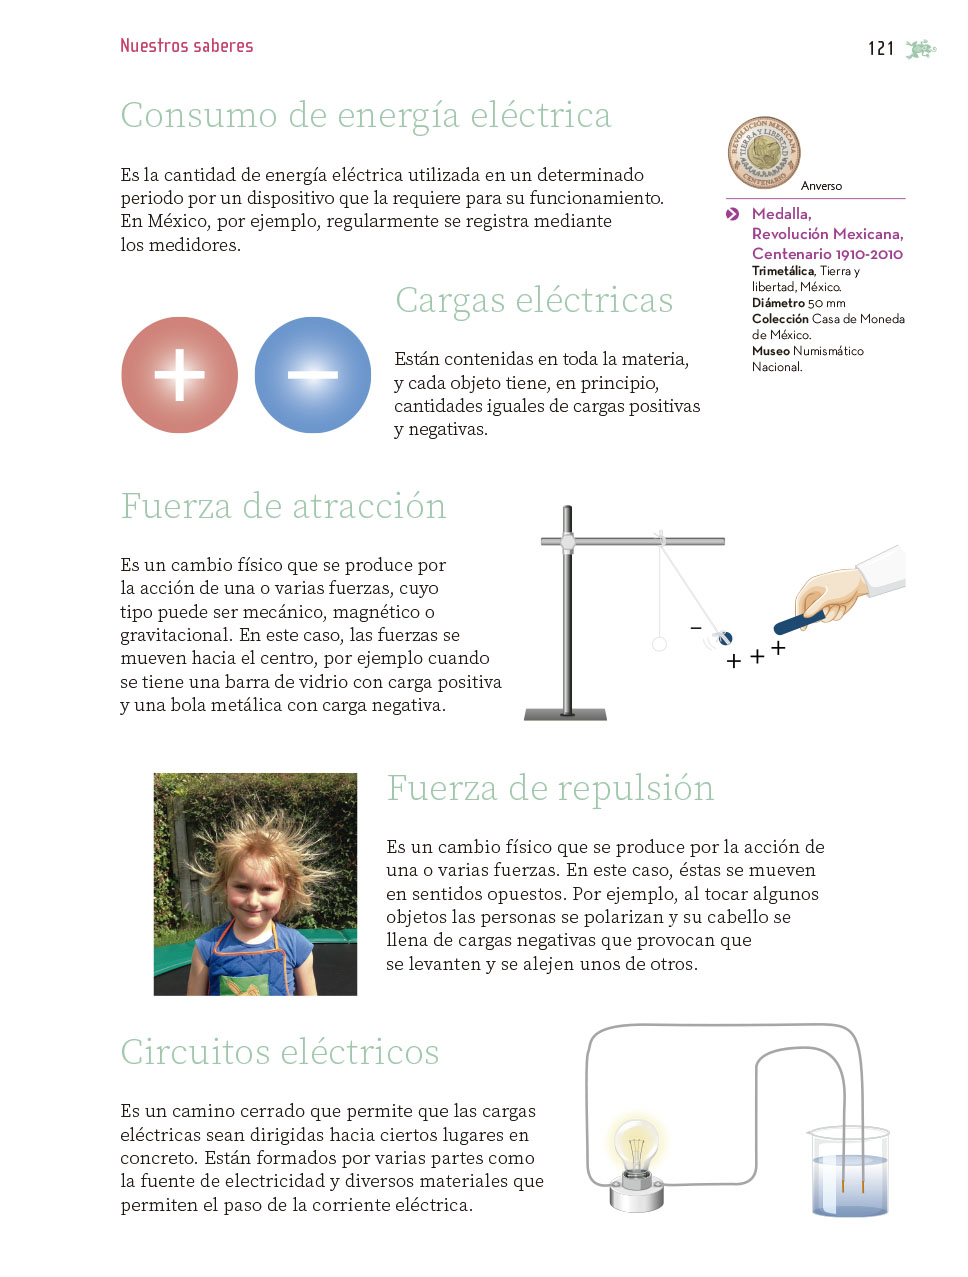 Nuestros saberes
121
Consumo de energía eléctrica
Es la cantidad de energía eléctrica utilizada en un determinado
periodo por un dispositivo que la requiere para su funcionamiento.
En México, por ejemplo, regularmente se registra mediante
los medidores.
REVOLUCIÓN MEXICANA
TIERRA Y LIBERTAD
CENTENARIO
Anverso
Medalla,
Revolución Mexicana,
Centenario 1910-2010
Trimetálica, Tierra y
libertad, México.
Diámetro 50 mm
Colección Casa de Moneda
de México.
Museo Numismático
Nacional.
+ −
Cargas eléctricas
Están contenidas en toda la materia,
y cada objeto tiene, en principio,
cantidades iguales de cargas positivas
y negativas.
Fuerza de atracción
Es un cambio físico que se produce por
la acción de una o varias fuerzas, cuyo
tipo puede ser mecánico, magnético o
gravitacional. En este caso, las fuerzas se
mueven hacia el centro, por ejemplo cuando
se tiene una barra de vidrio con carga positiva
y una bola metálica con carga negativa.
−
+ + +
Fuerza de repulsión
Es un cambio físico que se produce por la acción de
una o varias fuerzas. En este caso, éstas se mueven
en sentidos opuestos. Por ejemplo, al tocar algunos
objetos las personas se polarizan y su cabello se
llena de cargas negativas que provocan que
se levanten y se alejen unos de otros.
Circuitos eléctricos
Es un camino cerrado que permite que las cargas
eléctricas sean dirigidas hacia ciertos lugares en
concreto. Están formados por varias partes como
la fuente de electricidad y diversos materiales que
permiten el paso de la corriente eléctrica.